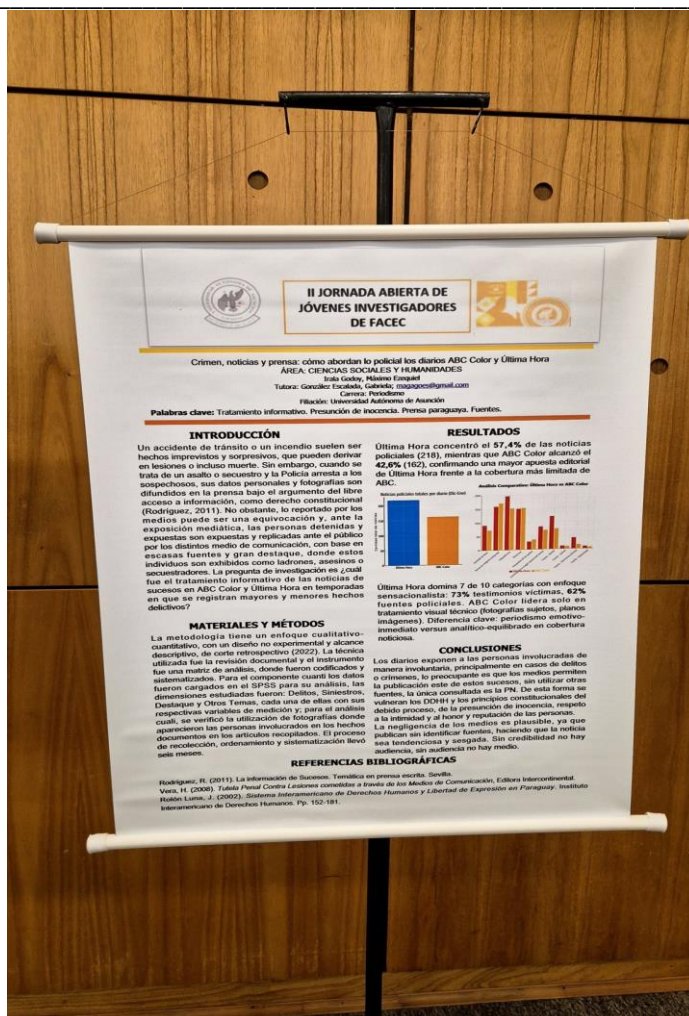 II JORNADA ABIERTA DE
JÓVENES INVESTIGADORES
DE FACEC
Crimen, noticias y prensa: cómo abordan lo policial los diarios ABC Color y Última Hora
ÁREA: CIENCIAS SOCIALES Y HUMANIDADES
Irala Godoy, Máximo Ezequiel
Tutora: González Escalada, Gabriela; magagoes@gmail.com
Carrera: Periodismo
Filiación: Universidad Autónoma de Asunción
Palabras clave: Tratamiento informativo. Presunción de inocencia. Prensa paraguaya. Fuentes.
INTRODUCCIÓN
Un accidente de tránsito o un incendio suelen ser
hechos imprevistos y sorpresivos, que pueden derivar
en lesiones o incluso muerte. Sin embargo, cuando se
trata de un asalto o secuestro y la Policía arresta a los
sospechosos, sus datos personales y fotografías son
difundidos en la prensa bajo el argumento del libre
acceso a información, como derecho constitucional
(Rodríguez, 2011). No obstante, lo reportado por los
medios puede ser una equivocación y, ante la
exposición mediática, las personas detenidas y
expuestas son expuestas y replicadas ante el público
por los distintos medio de comunicación, con base en
escasas fuentes y gran destaque, donde estos
individuos son exhibidos como ladrones, asesinos o
secuestradores. La pregunta de investigación es ¿cuál
fue el tratamiento informativo de las noticias de
sucesos en ABC Color y Última Hora en temporadas
en que se registran mayores y menores hechos
delictivos?
MATERIALES Y MÉTODOS
La metodología tiene un enfoque cualitativo-
cuantitativo, con un diseño no experimental y alcance
descriptivo, de corte retrospectivo (2022). La técnica
utilizada fue la revisión documental y el instrumento
fue una matriz de análisis, donde fueron codificados y
sistematizados. Para el componente cuanti los datos
fueron cargados en el SPSS para su análisis, las
dimensiones estudiadas fueron: Delitos, Siniestros,
Destaque y Otros Temas, cada una de ellas con sus
respectivas variables de medición y; para el análisis
cuali, se verificó la utilización de fotografías donde
aparecieron las personas involucrados en los hechos
documentos en los artículos recopilados. El proceso
de recolección, ordenamiento y sistematización llevó
seis meses.
RESULTADOS
Última Hora concentró el 57,4% de las noticias
policiales (218), mientras que ABC Color alcanzó el
42,6% (162), confirmando una mayor apuesta editorial
de Última Hora frente a la cobertura más limitada de
ABC.
Noticias policiales totales por diario
Análisis Comparativo: Última Hora vs ABC Color
Última Hora
ABC Color
Última Hora domina 7 de 10 categorías con enfoque
sensacionalista: 73% testimonios víctimas, 62%
fuentes policiales. ABC Color lidera solo en
tratamiento visual técnico (fotografías sujetos, planos
imágenes). Diferencia clave: periodismo emotivo-
inmediato versus analítico-equilibrado en cobertura
noticiosa.
CONCLUSIONES
Los diarios exponen a las personas involucradas de
manera involuntaria, principalmente en casos de delitos
o crímenes, lo preocupante es que los medios permiten
la publicación este de estos sucesos, sin utilizar otras
fuentes, la única consultada es la PN. De esta forma se
vulneran los DDHH y los principios constitucionales del
debido proceso, de la presunción de inocencia, respeto
a la intimidad y al honor y reputación de las personas.
La negligencia de los medios es plausible, ya que
publican sin identificar fuentes, haciendo que la noticia
sea tendenciosa y sesgada. Sin credibilidad no hay
audiencia, sin audiencia no hay medio.
REFERENCIAS BIBLIOGRÁFICAS
Rodríguez, R. (2011). La información de Sucesos. Temática en prensa escrita. Sevilla.
Vera, H. (2008). Tutela Penal Contra Lesiones cometidas a través de los Medios de Comunicación, Editora Intercontinental.
Rolón Luna, J. (2002). Sistema Interamericano de Derechos Humanos y Libertad de Expresión en Paraguay. Instituto
Interamericano de Derechos Humanos. Pp. 152-181.